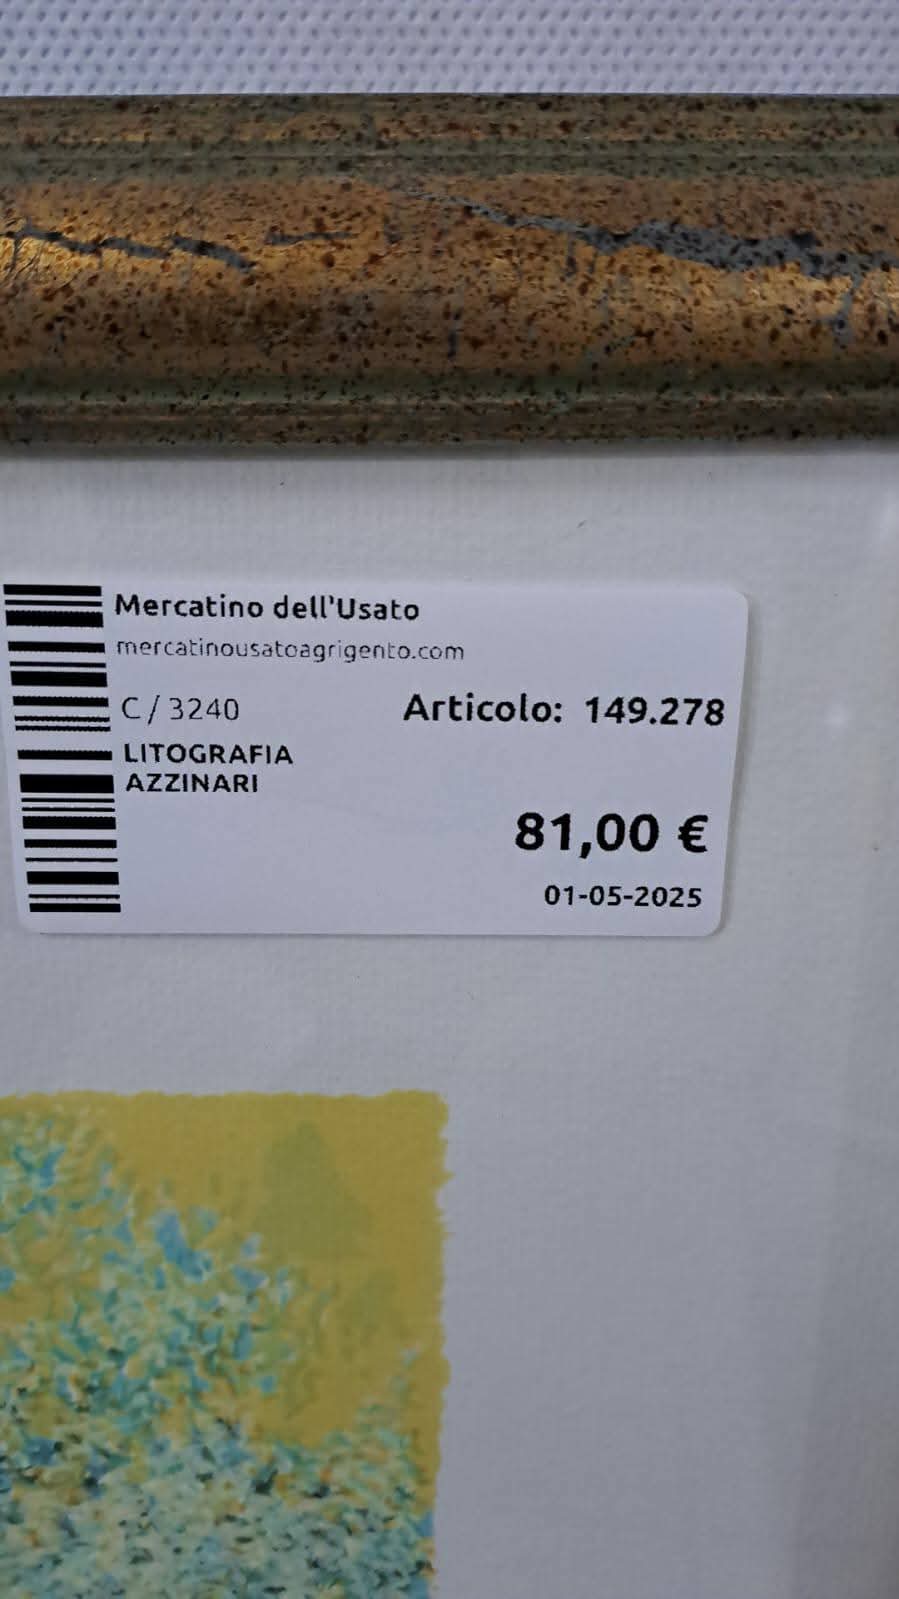 Mercatino dell'Usato
mercatinousatoagrigento.com
C / 3240 Articolo: 149.278
LITOGRAFIA
AZZINARI
81,00 €
01-05-2025